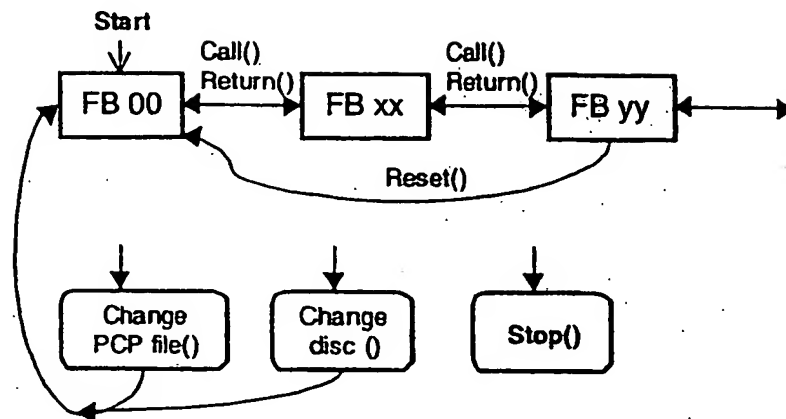 Start
Call()
Return()
Call()
Return()
FB 00
FB xx
FB yy
Reset()
Change
PCP file()
Change
disc ()
Stop()